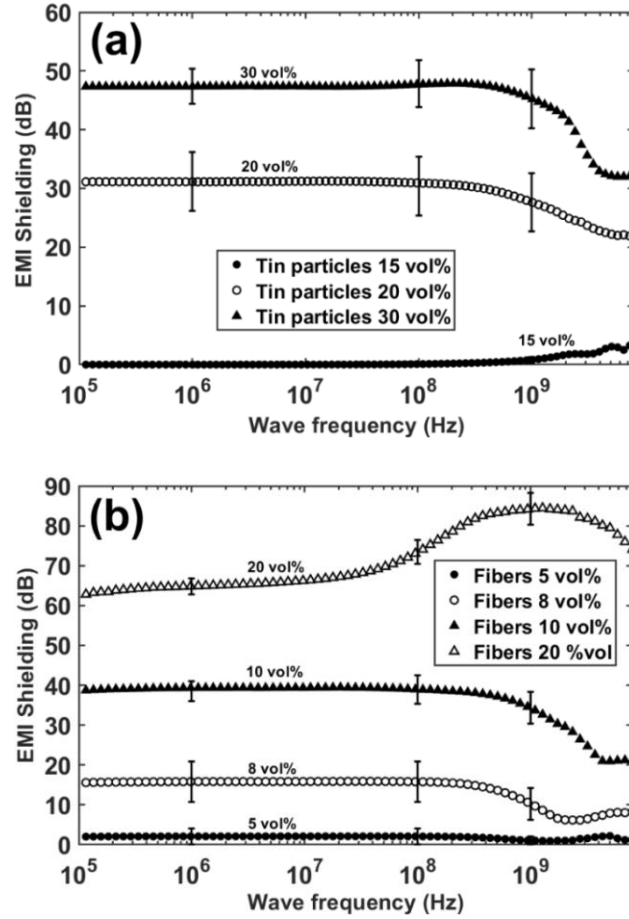 (a)
60
50
40
30
20
10
0
EMI Shielding (dB)
30 vol%
20 vol%
15 vol%
Tin particles 15 vol%
Tin particles 20 vol%
Tin particles 30 vol%
10^5 10^6 10^7 10^8 10^9
Wave frequency (Hz)
(b)
90
80
70
60
50
40
30
20
10
0
EMI Shielding (dB)
20 vol%
10 vol%
8 vol%
5 vol%
Fibers 5 vol%
Fibers 8 vol%
Fibers 10 vol%
Fibers 20 %vol
10^5 10^6 10^7 10^8 10^9
Wave frequency (Hz)